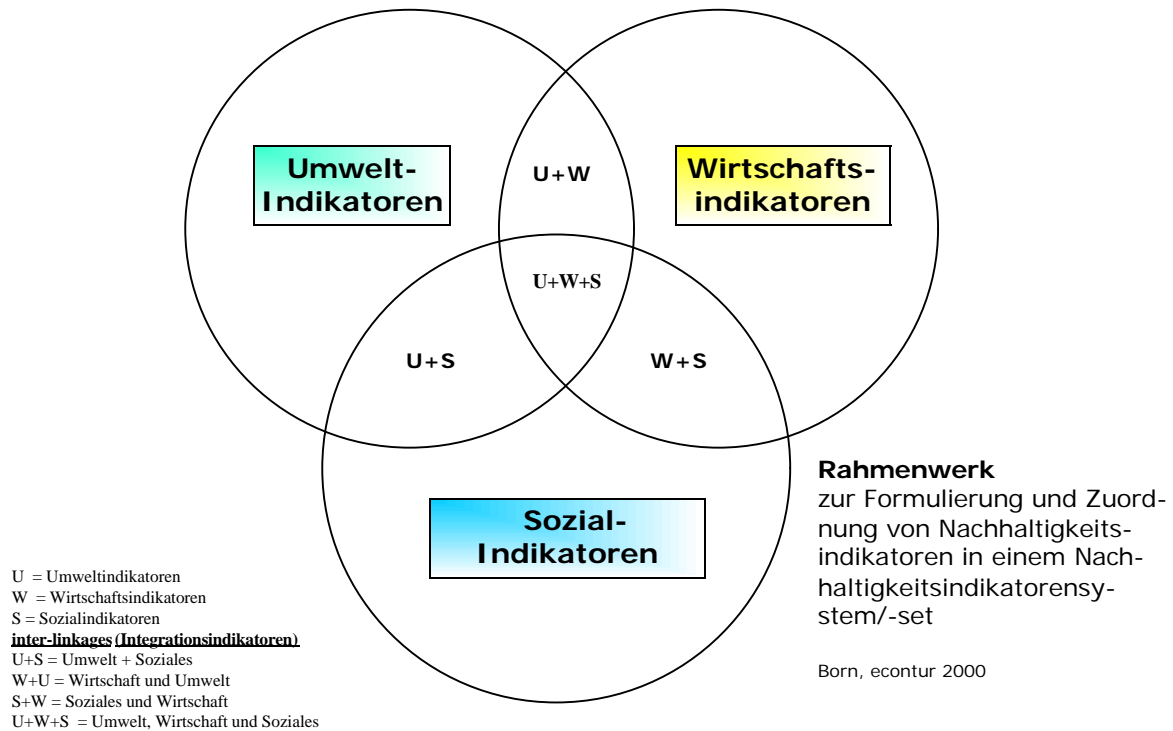 Umwelt-
Indikatoren
U+W
Wirtschafts-
indikatoren
U+W+S
U+S
W+S
Sozial-
Indikatoren
Rahmenwerk
zur Formulierung und Zuord-
nung von Nachhaltigkeits-
indikatoren in einem Nach-
haltigkeitsindikatorensy-
stem/-set
Born, econtur 2000
U = Umweltindikatoren
W = Wirtschaftsindikatoren
S = Sozialindikatoren
inter-linkages (Integrationsindikatoren)
U+S = Umwelt + Soziales
W+U = Wirtschaft und Umwelt
S+W = Soziales und Wirtschaft
U+W+S = Umwelt, Wirtschaft und Soziales